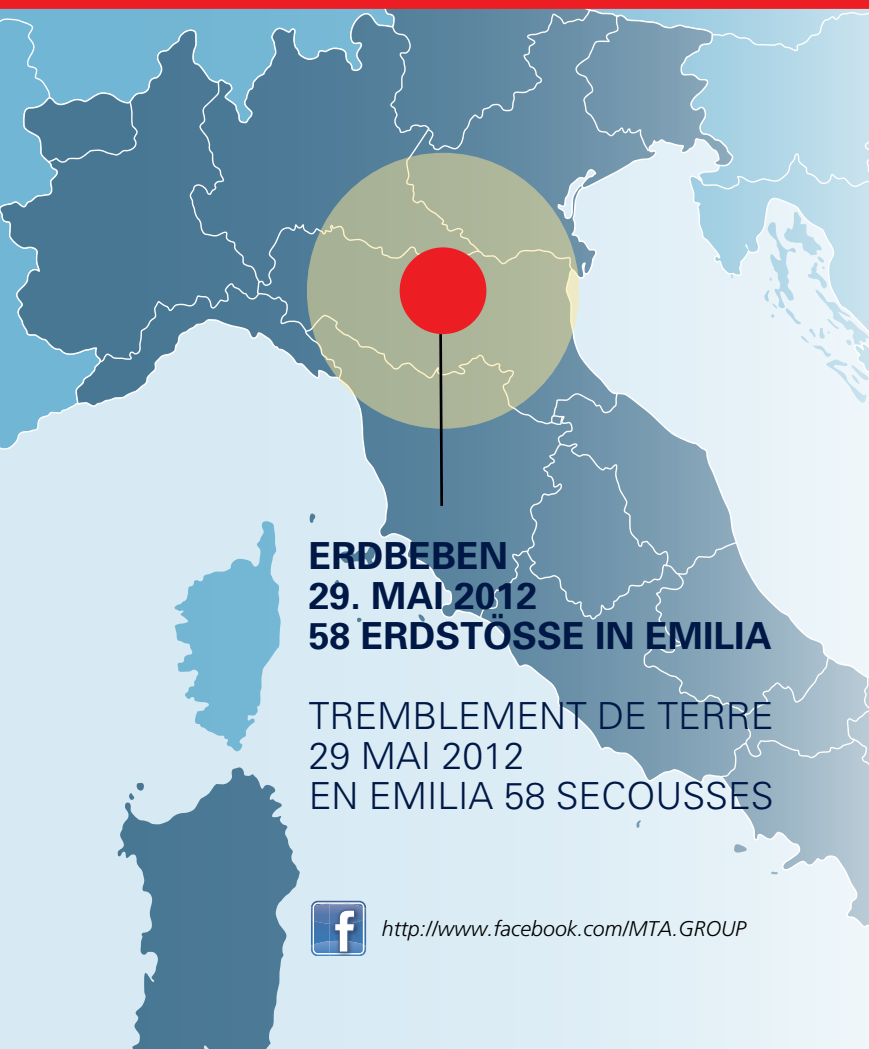 ERDBEBEN
29. MAI 2012
58 ERDSTÖSSE IN EMILIA
TREMBLEMENT DE TERRE
29 MAI 2012
EN EMILIA 58 SECOUSSES
f http://www.facebook.com/MTA.GROUP